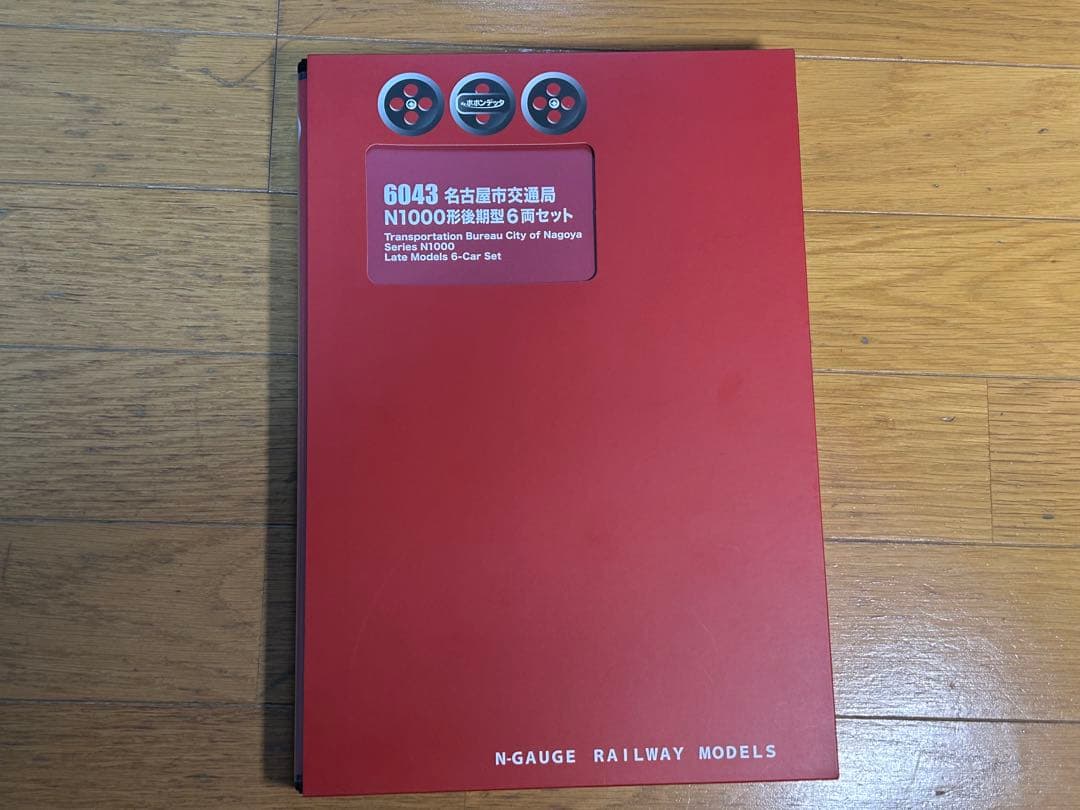 by ポポンデッタ
6043 名古屋市交通局
N1000形後期型6両セット
Transportation Bureau City of Nagoya
Series N1000
Late Models 6-Car Set
N-GAUGE RAILWAY MODELS